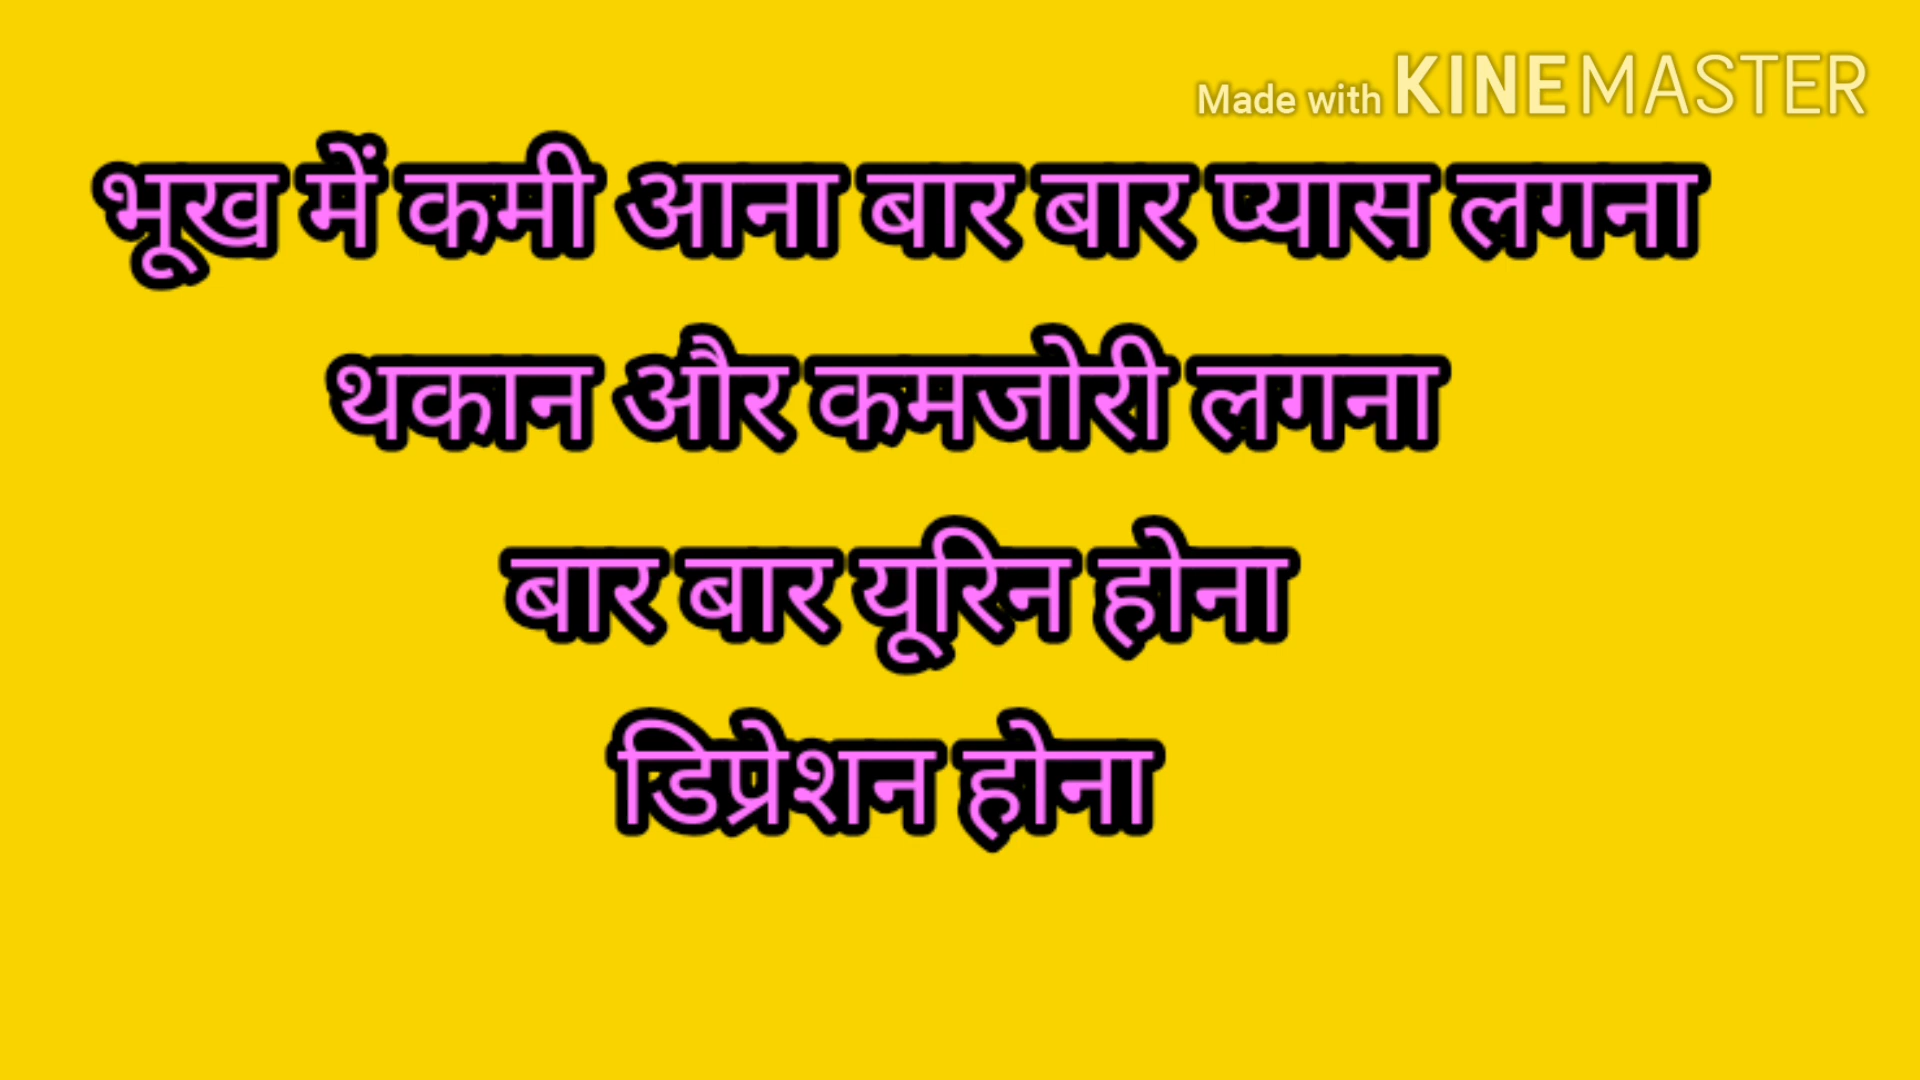 Made with KINEMASTER
भूख में कमी आना बार बार प्यास लगना
थकान और कमजोरी लगना
बार बार यूरिन होना
डिप्रेशन होना